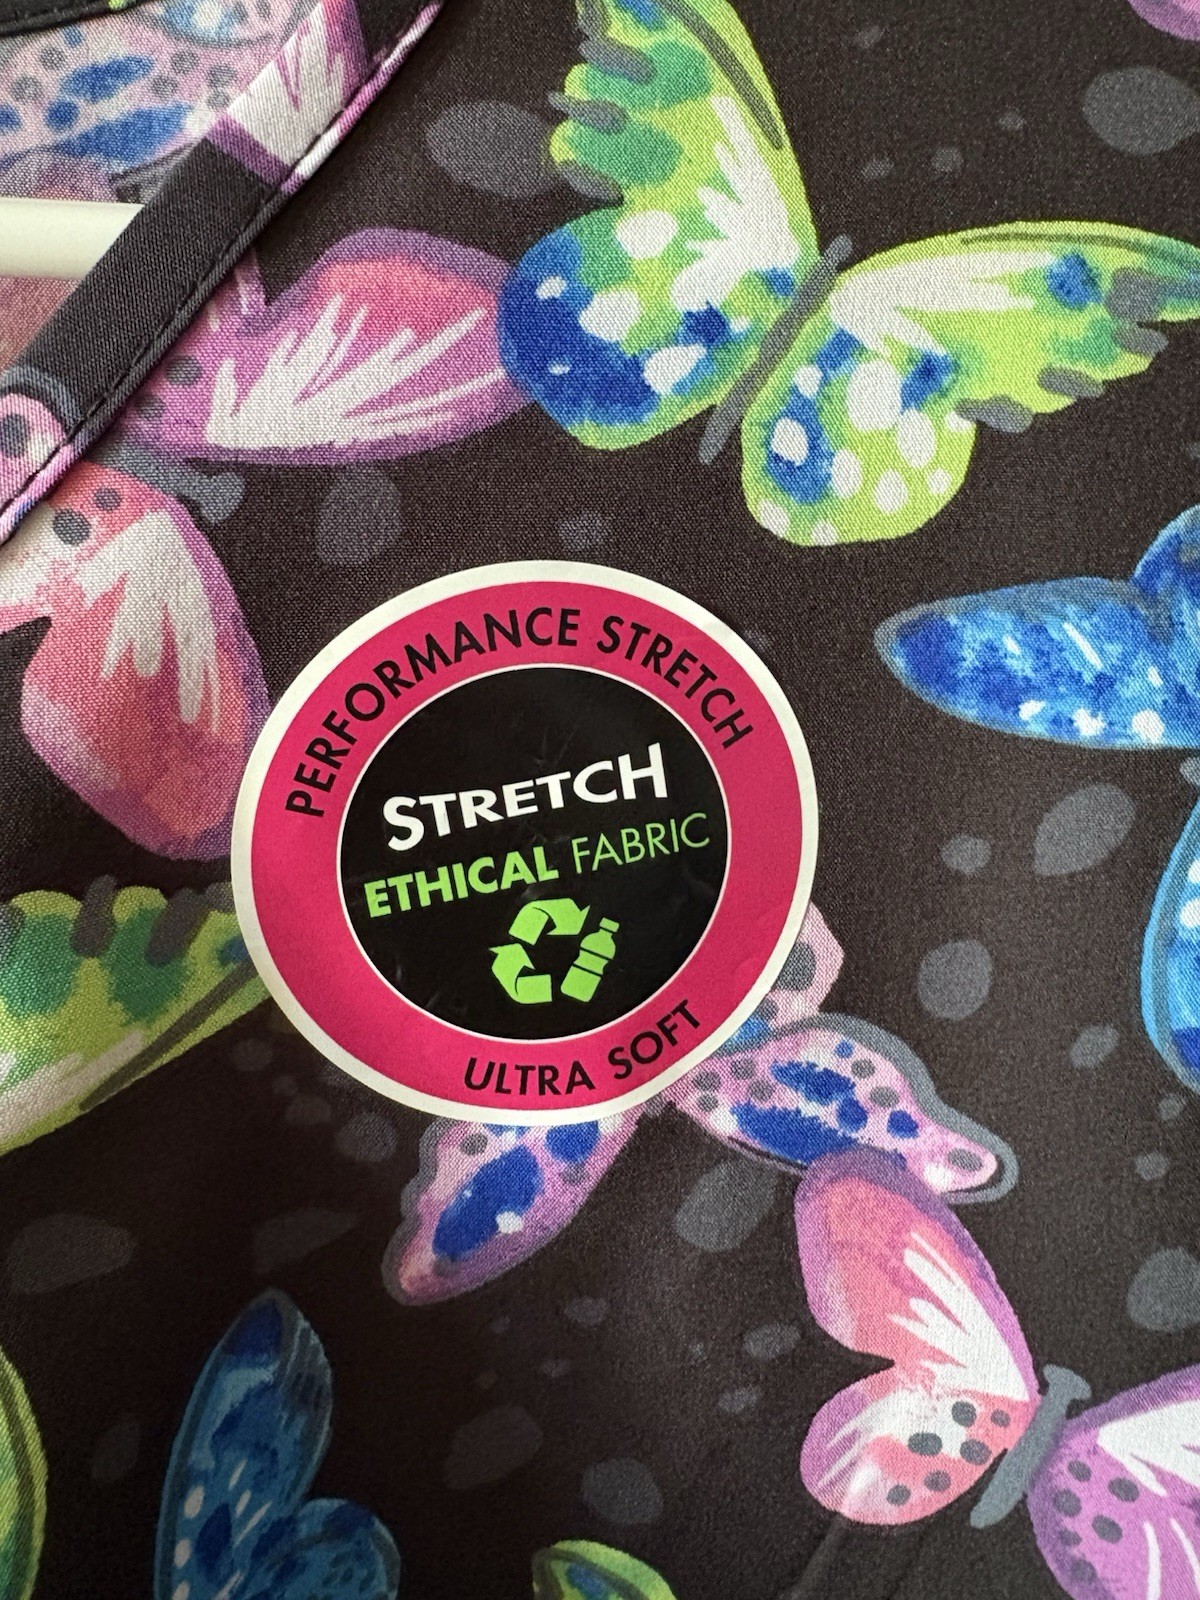 PERFORMANCE STRETCH
STRETCH
ETHICAL FABRIC
ULTRA SOFT